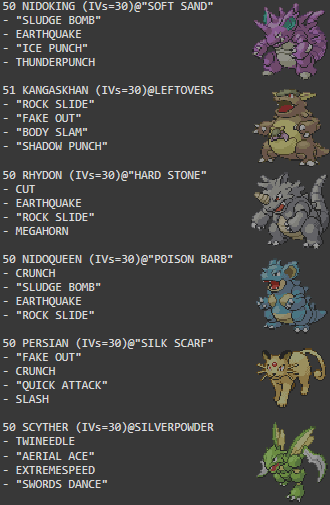 50 NIDOKING (IVs=30)@"SOFT SAND"
- "SLUDGE BOMB"
- EARTHQUAKE
- "ICE PUNCH"
- THUNDERPUNCH
51 KANGASKHAN (IVs=30)@LEFTOVERS
- "ROCK SLIDE"
- "FAKE OUT"
- "BODY SLAM"
- "SHADOW PUNCH"
50 RHYDON (IVs=30)@"HARD STONE"
- CUT
- EARTHQUAKE
- "ROCK SLIDE"
- MEGAHORN
50 NIDOQUEEN (IVs=30)@"POISON BARB"
- CRUNCH
- "SLUDGE BOMB"
- EARTHQUAKE
- "ROCK SLIDE"
50 PERSIAN (IVs=30)@"SILK SCARF"
- "FAKE OUT"
- CRUNCH
- "QUICK ATTACK"
- SLASH
50 SCYTHER (IVs=30)@SILVERPOWDER
- TWINEEDLE
- "AERIAL ACE"
- EXTREMESPEED
- "SWORDS DANCE"